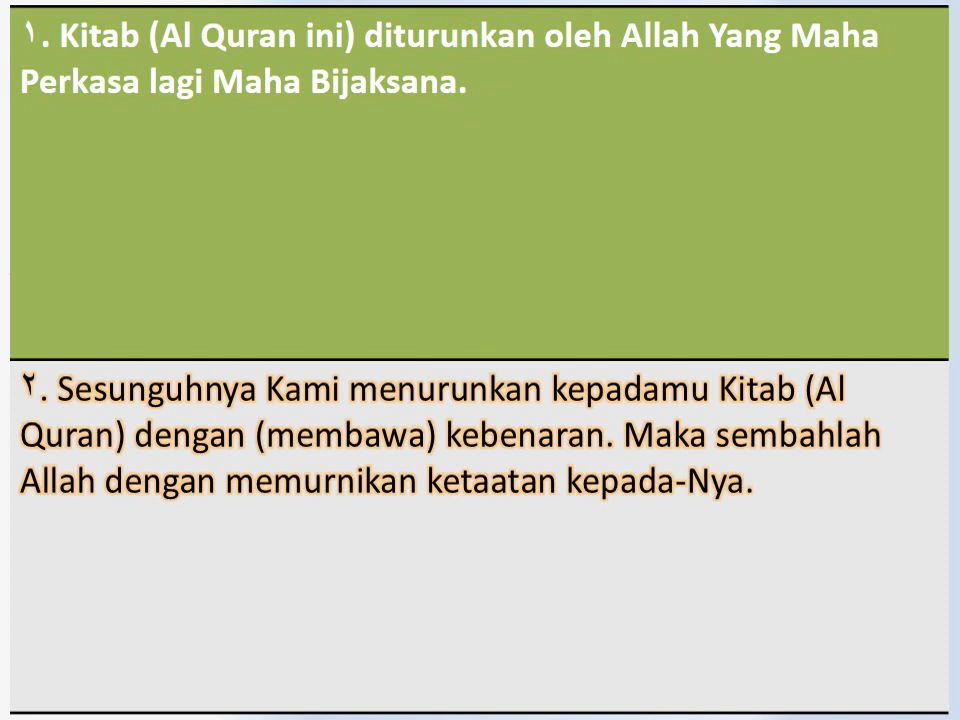 ١. Kitab (Al Quran ini) diturunkan oleh Allah Yang Maha
Perkasa lagi Maha Bijaksana.
٢. Sesunguhnya Kami menurunkan kepadamu Kitab (Al
Quran) dengan (membawa) kebenaran. Maka sembahlah
Allah dengan memurnikan ketaatan kepada-Nya.